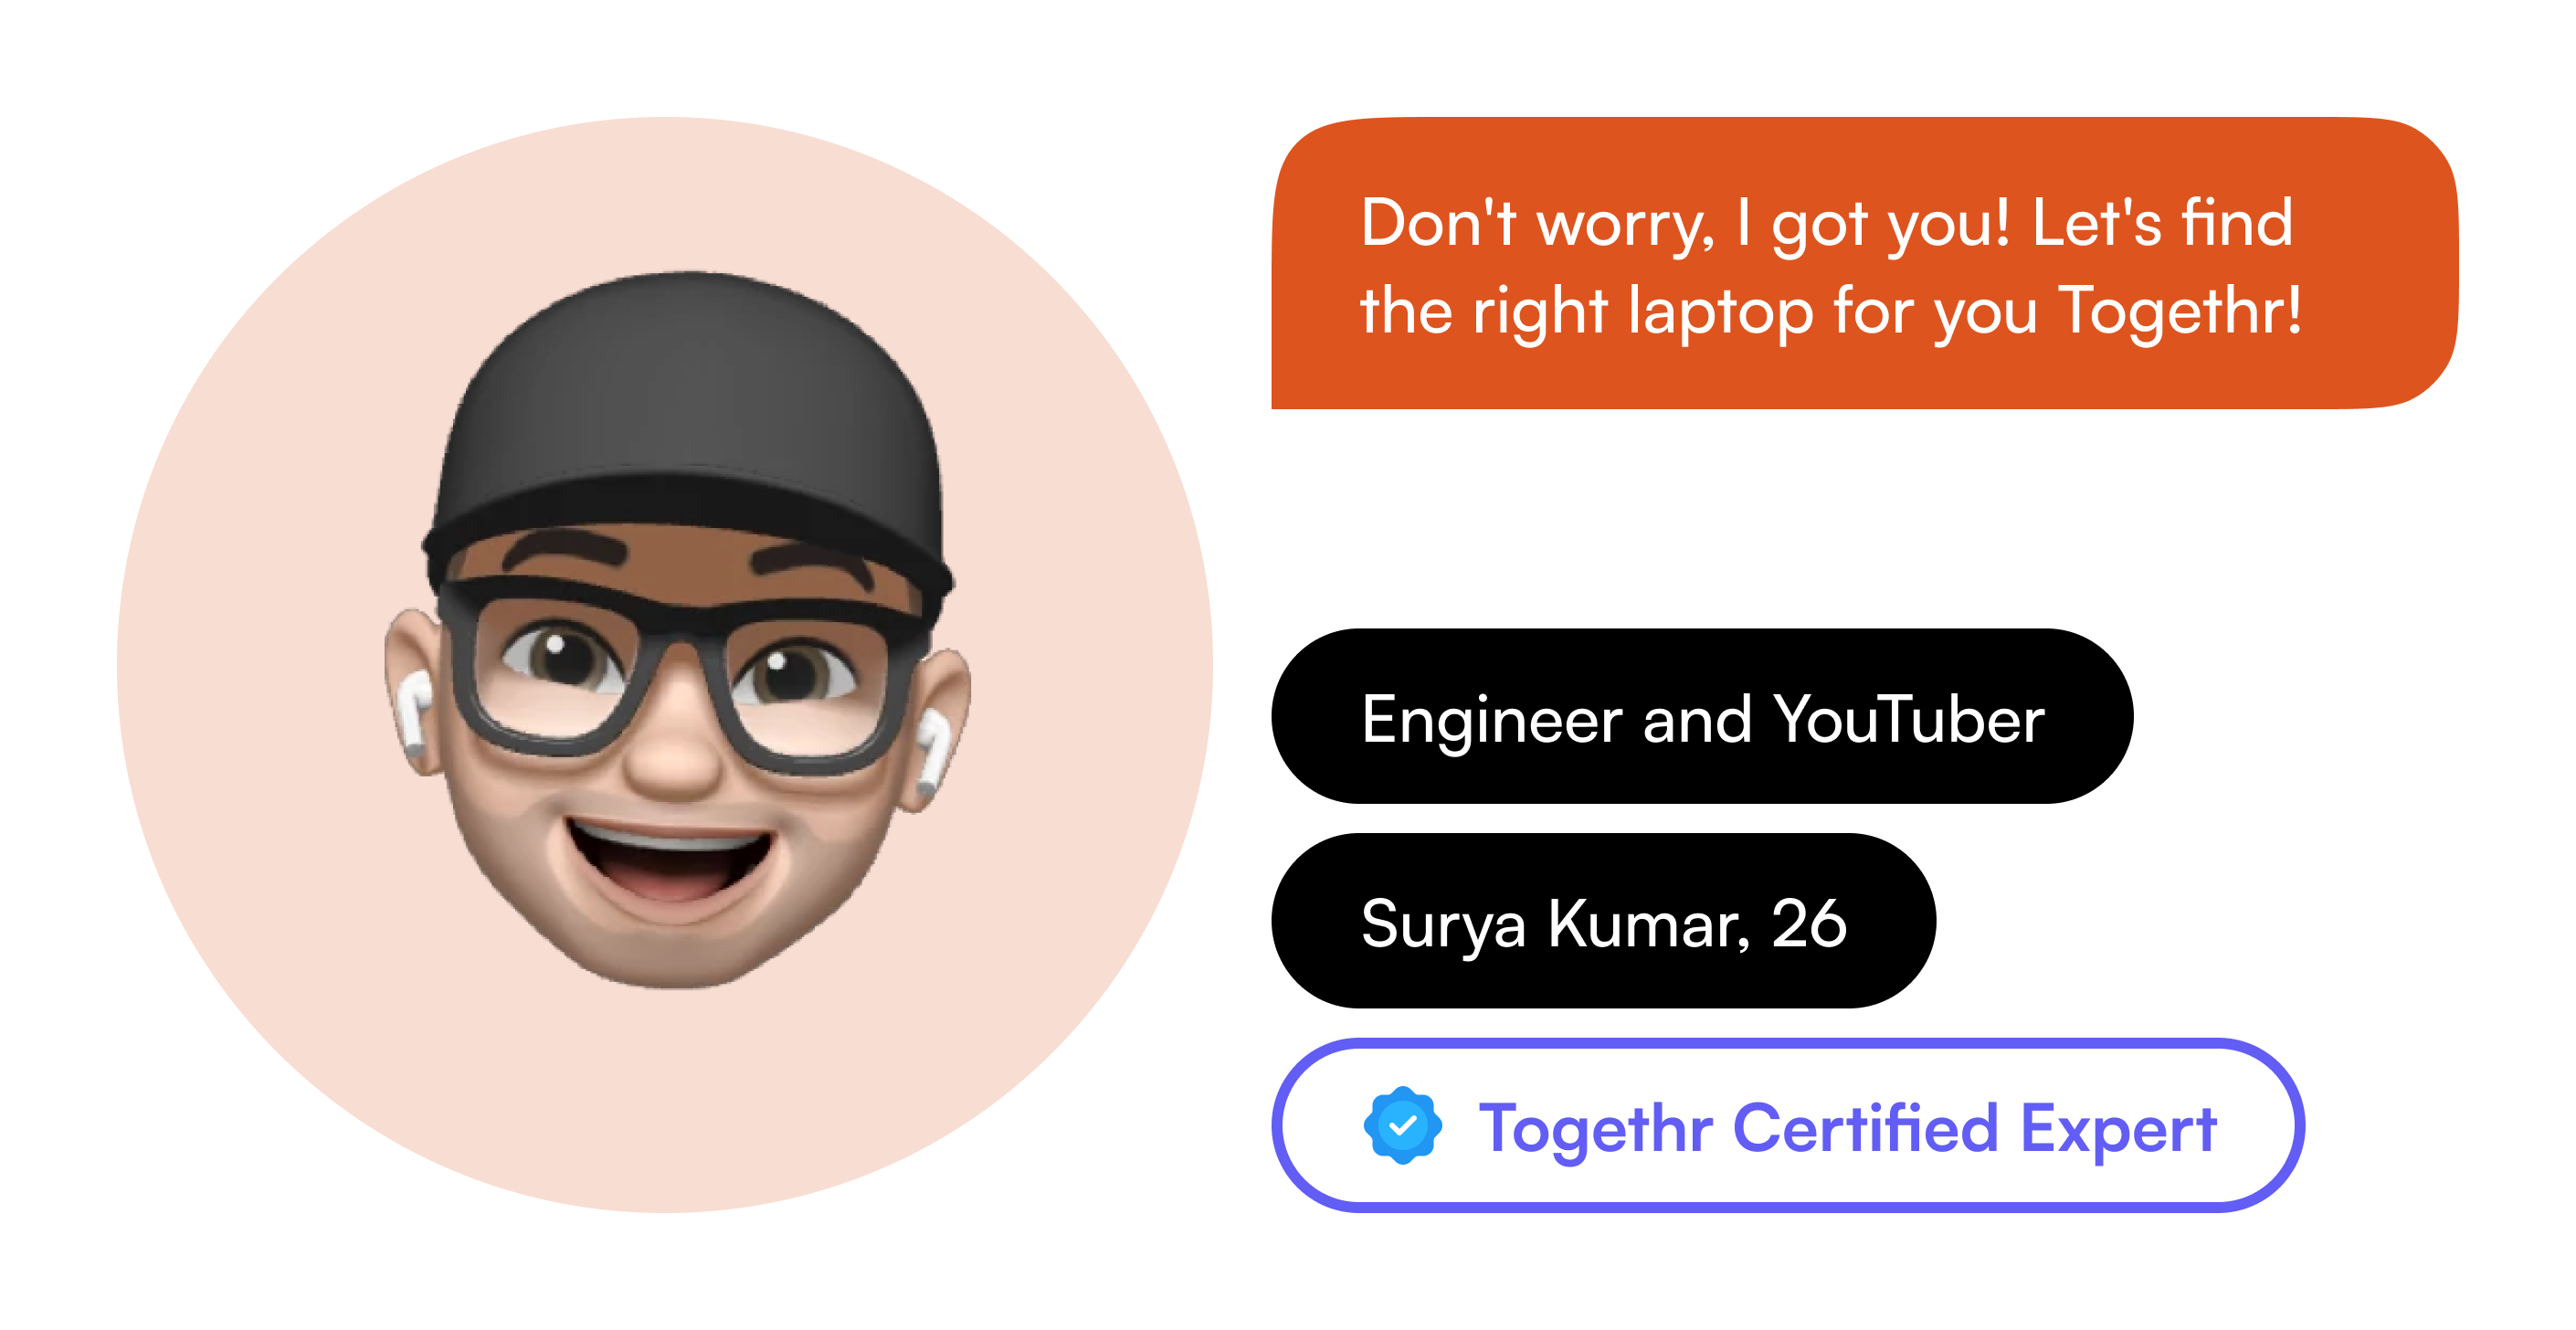 Don't worry, I got you! Let's find
the right laptop for you Togethr!
Engineer and YouTuber
Surya Kumar, 26
Togethr Certified Expert